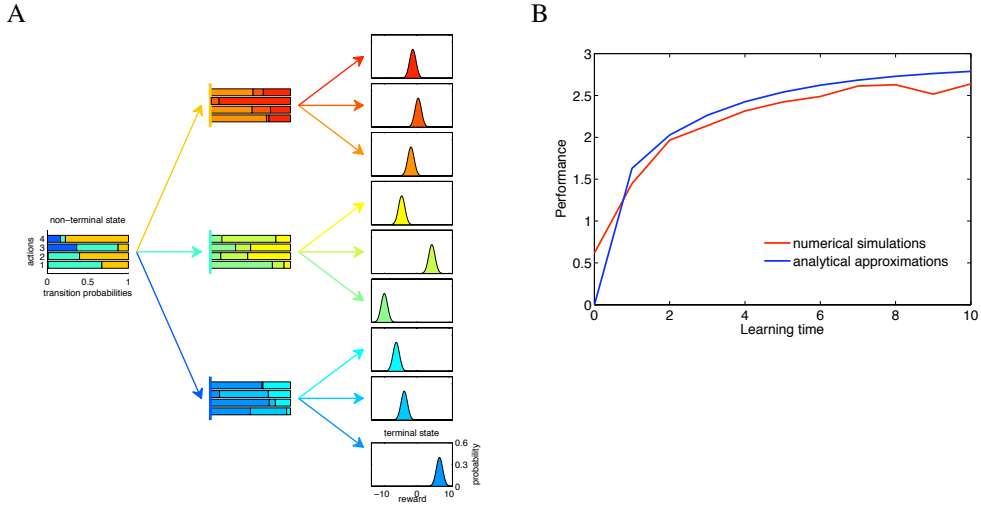 A
non-terminal state
actions
4
3
2
1
0 0.5 1
transition probabilities
terminal state
0.6
0.3
0
probability
-10 0 10
reward
B
3
2.5
2
1.5
1
0.5
0
Performance
numerical simulations
analytical approximations
0 2 4 6 8 10
Learning time